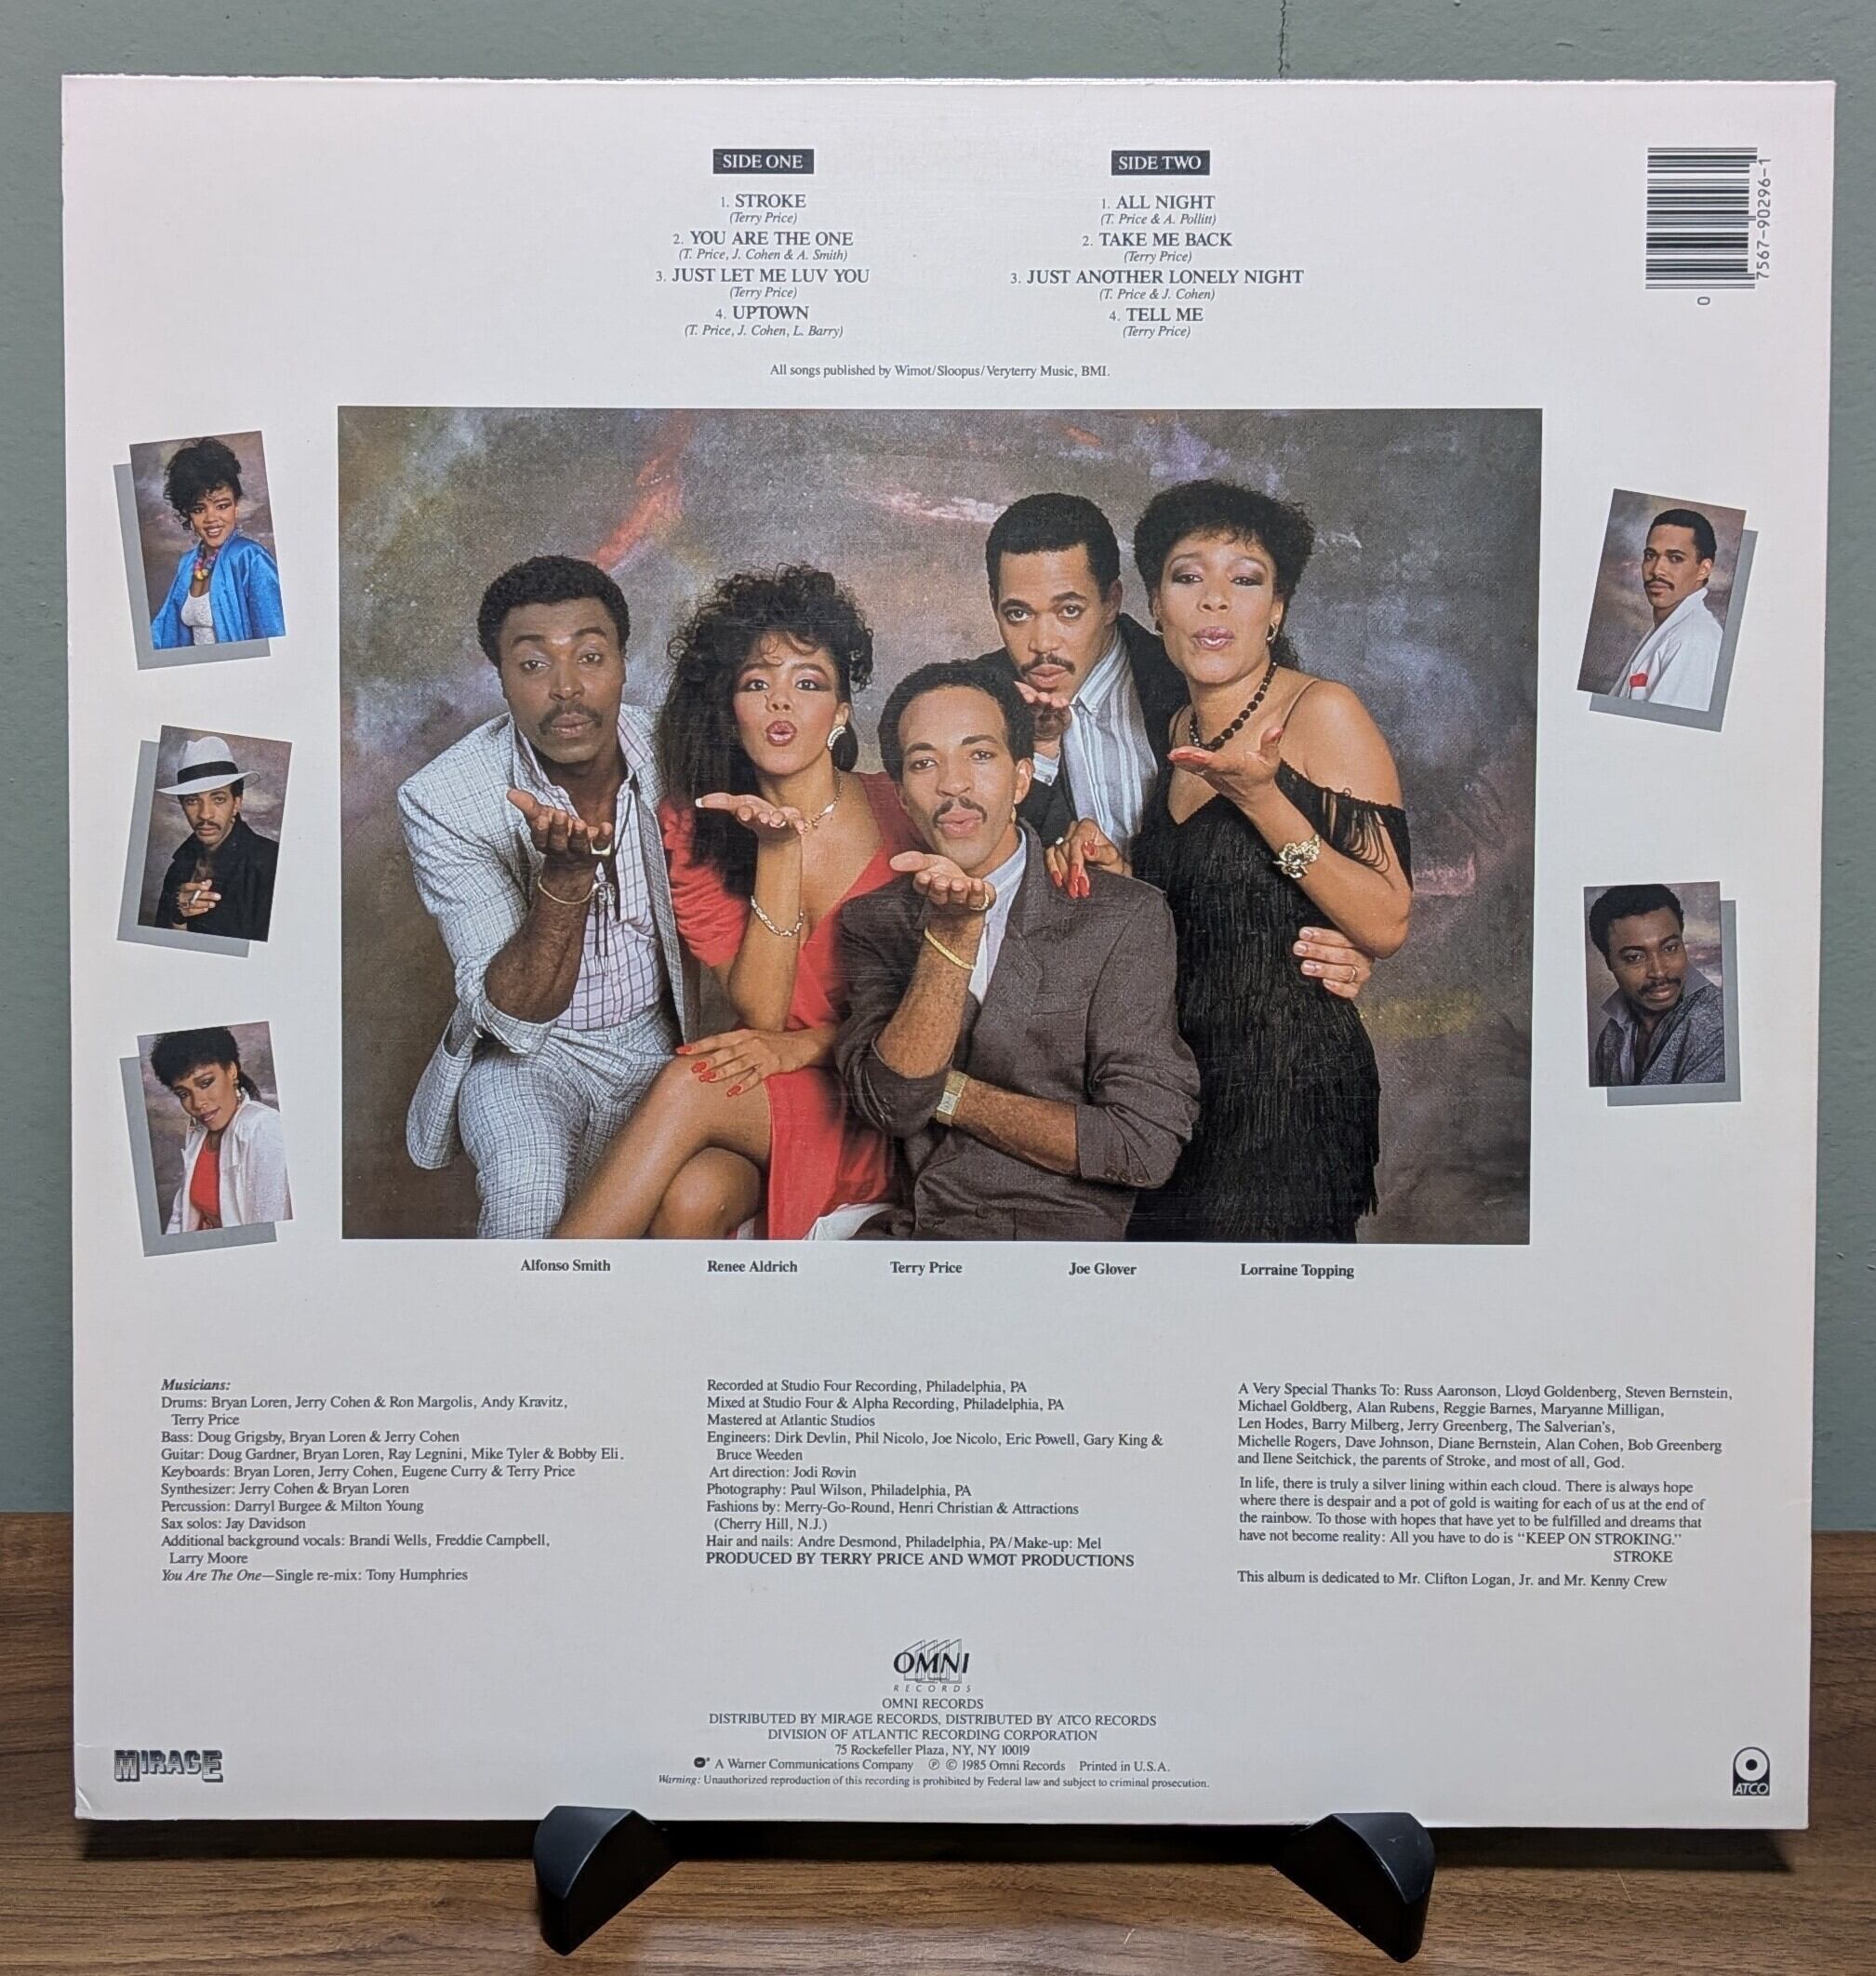 SIDE ONE
1. STROKE
(Terry Price)
2. YOU ARE THE ONE
(T. Price, J. Cohen & A. Smith)
3. JUST LET ME LUV YOU
(Terry Price)
4. UPTOWN
(T. Price, J. Cohen, L. Barry)
SIDE TWO
1. ALL NIGHT
(T. Price & A. Pollitt)
2. TAKE ME BACK
(Terry Price)
3. JUST ANOTHER LONELY NIGHT
(T. Price & J. Cohen)
4. TELL ME
(Terry Price)
7567-90296-1
0
All songs published by Wimot/Sloopus/Veryterry Music, BMI.
Alfonso Smith
Renee Aldrich
Terry Price
Joe Glover
Lorraine Topping
Musicians:
Drums: Bryan Loren, Jerry Cohen & Ron Margolis, Andy Kravitz,
Terry Price
Bass: Doug Grigsby, Bryan Loren & Jerry Cohen
Guitar: Doug Gardner, Bryan Loren, Ray Legnini, Mike Tyler & Bobby Eli.
Keyboards: Bryan Loren, Jerry Cohen, Eugene Curry & Terry Price
Synthesizer: Jerry Cohen & Bryan Loren
Percussion: Darryl Burgee & Milton Young
Sax solos: Jay Davidson
Additional background vocals: Brandi Wells, Freddie Campbell,
Larry Moore
You Are The One—Single re-mix: Tony Humphries
Recorded at Studio Four Recording, Philadelphia, PA
Mixed at Studio Four & Alpha Recording, Philadelphia, PA
Mastered at Atlantic Studios
Engineers: Dirk Devlin, Phil Nicolo, Joe Nicolo, Eric Powell, Gary King &
Bruce Weeden
Art direction: Jodi Rovin
Photography: Paul Wilson, Philadelphia, PA
Fashions by: Merry-Go-Round, Henri Christian & Attractions
(Cherry Hill, N.J.)
Hair and nails: Andre Desmond, Philadelphia, PA/Make-up: Mel
PRODUCED BY TERRY PRICE AND WMOT PRODUCTIONS
A Very Special Thanks To: Russ Aaronson, Lloyd Goldenberg, Steven Bernstein,
Michael Goldberg, Alan Rubens, Reggie Barnes, Maryanne Milligan,
Len Hodes, Barry Milberg, Jerry Greenberg, The Salverian's,
Michelle Rogers, Dave Johnson, Diane Bernstein, Alan Cohen, Bob Greenberg
and Ilene Seitchick, the parents of Stroke, and most of all, God.
In life, there is truly a silver lining within each cloud. There is always hope
where there is despair and a pot of gold is waiting for each of us at the end of
the rainbow. To those with hopes that have yet to be fulfilled and dreams that
have not become reality: All you have to do is “KEEP ON STROKING.”
STROKE
This album is dedicated to Mr. Clifton Logan, Jr. and Mr. Kenny Crew
OMNI
RECORDS
OMNI RECORDS
DISTRIBUTED BY MIRAGE RECORDS, DISTRIBUTED BY ATCO RECORDS
DIVISION OF ATLANTIC RECORDING CORPORATION
75 Rockefeller Plaza, NY, NY 10019
A Warner Communications Company ℗ © 1985 Omni Records Printed in U.S.A.
Warning: Unauthorized reproduction of this recording is prohibited by Federal law and subject to criminal prosecution.
MIRAGE
ATCO